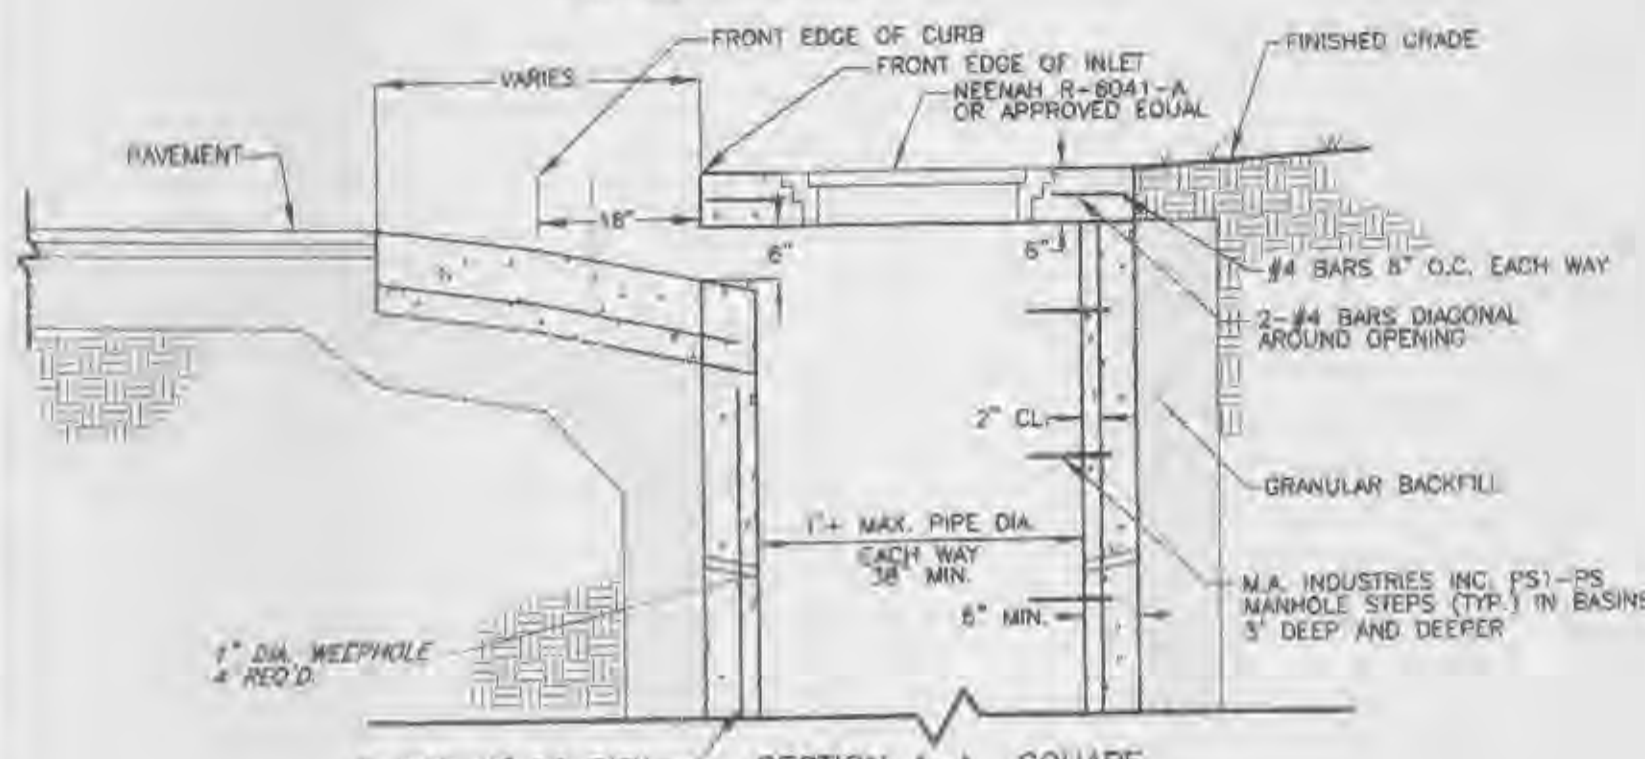 FRONT EDGE OF CURB
FINISHED GRADE
FRONT EDGE OF INLET
VARIES
NEENAH R-6041-A
OR APPROVED EQUAL
PAVEMENT
18"
6"
6"
#4 BARS 8" O.C. EACH WAY
2-#4 BARS DIAGONAL
AROUND OPENING
2" CL.
GRANULAR BACKFILL
1'+ MAX. PIPE DIA.
EACH WAY
38" MIN.
M.A. INDUSTRIES INC. PS1-PS
MANHOLE STEPS (TYP.) IN BASINS
3' DEEP AND DEEPER
6" MIN.
1" DIA. WEEPHOLE
4 REQ'D.
SECTION
SQUARE